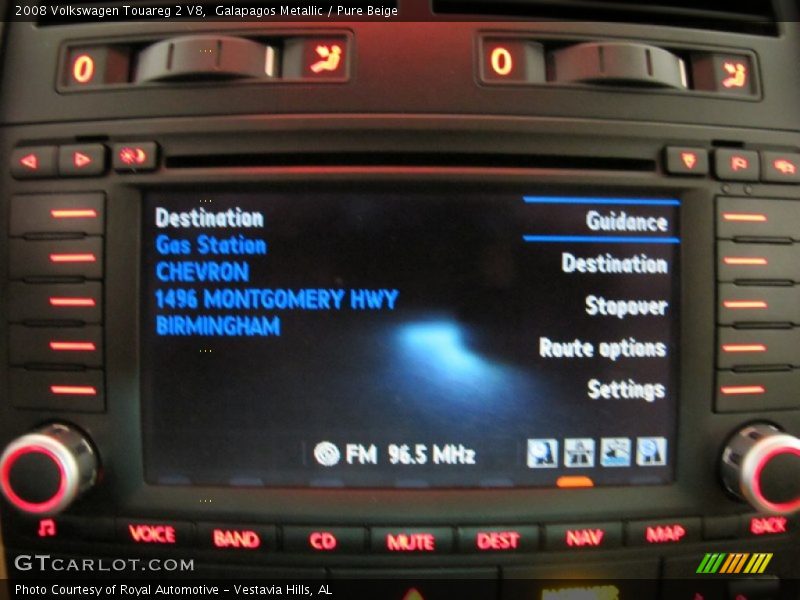 2008 Volkswagen Touareg 2 V8,  Galapagos Metallic / Pure Beige
0
0
Destination
Gas Station
CHEVRON
1496 MONTGOMERY HWY
BIRMINGHAM
Guidance
Destination
Stopover
Route options
Settings
FM 96.5 MHz
VOICE BAND CD MUTE DEST NAV MAP BACK
GTCARLOT.COM
Photo Courtesy of Royal Automotive - Vestavia Hills, AL